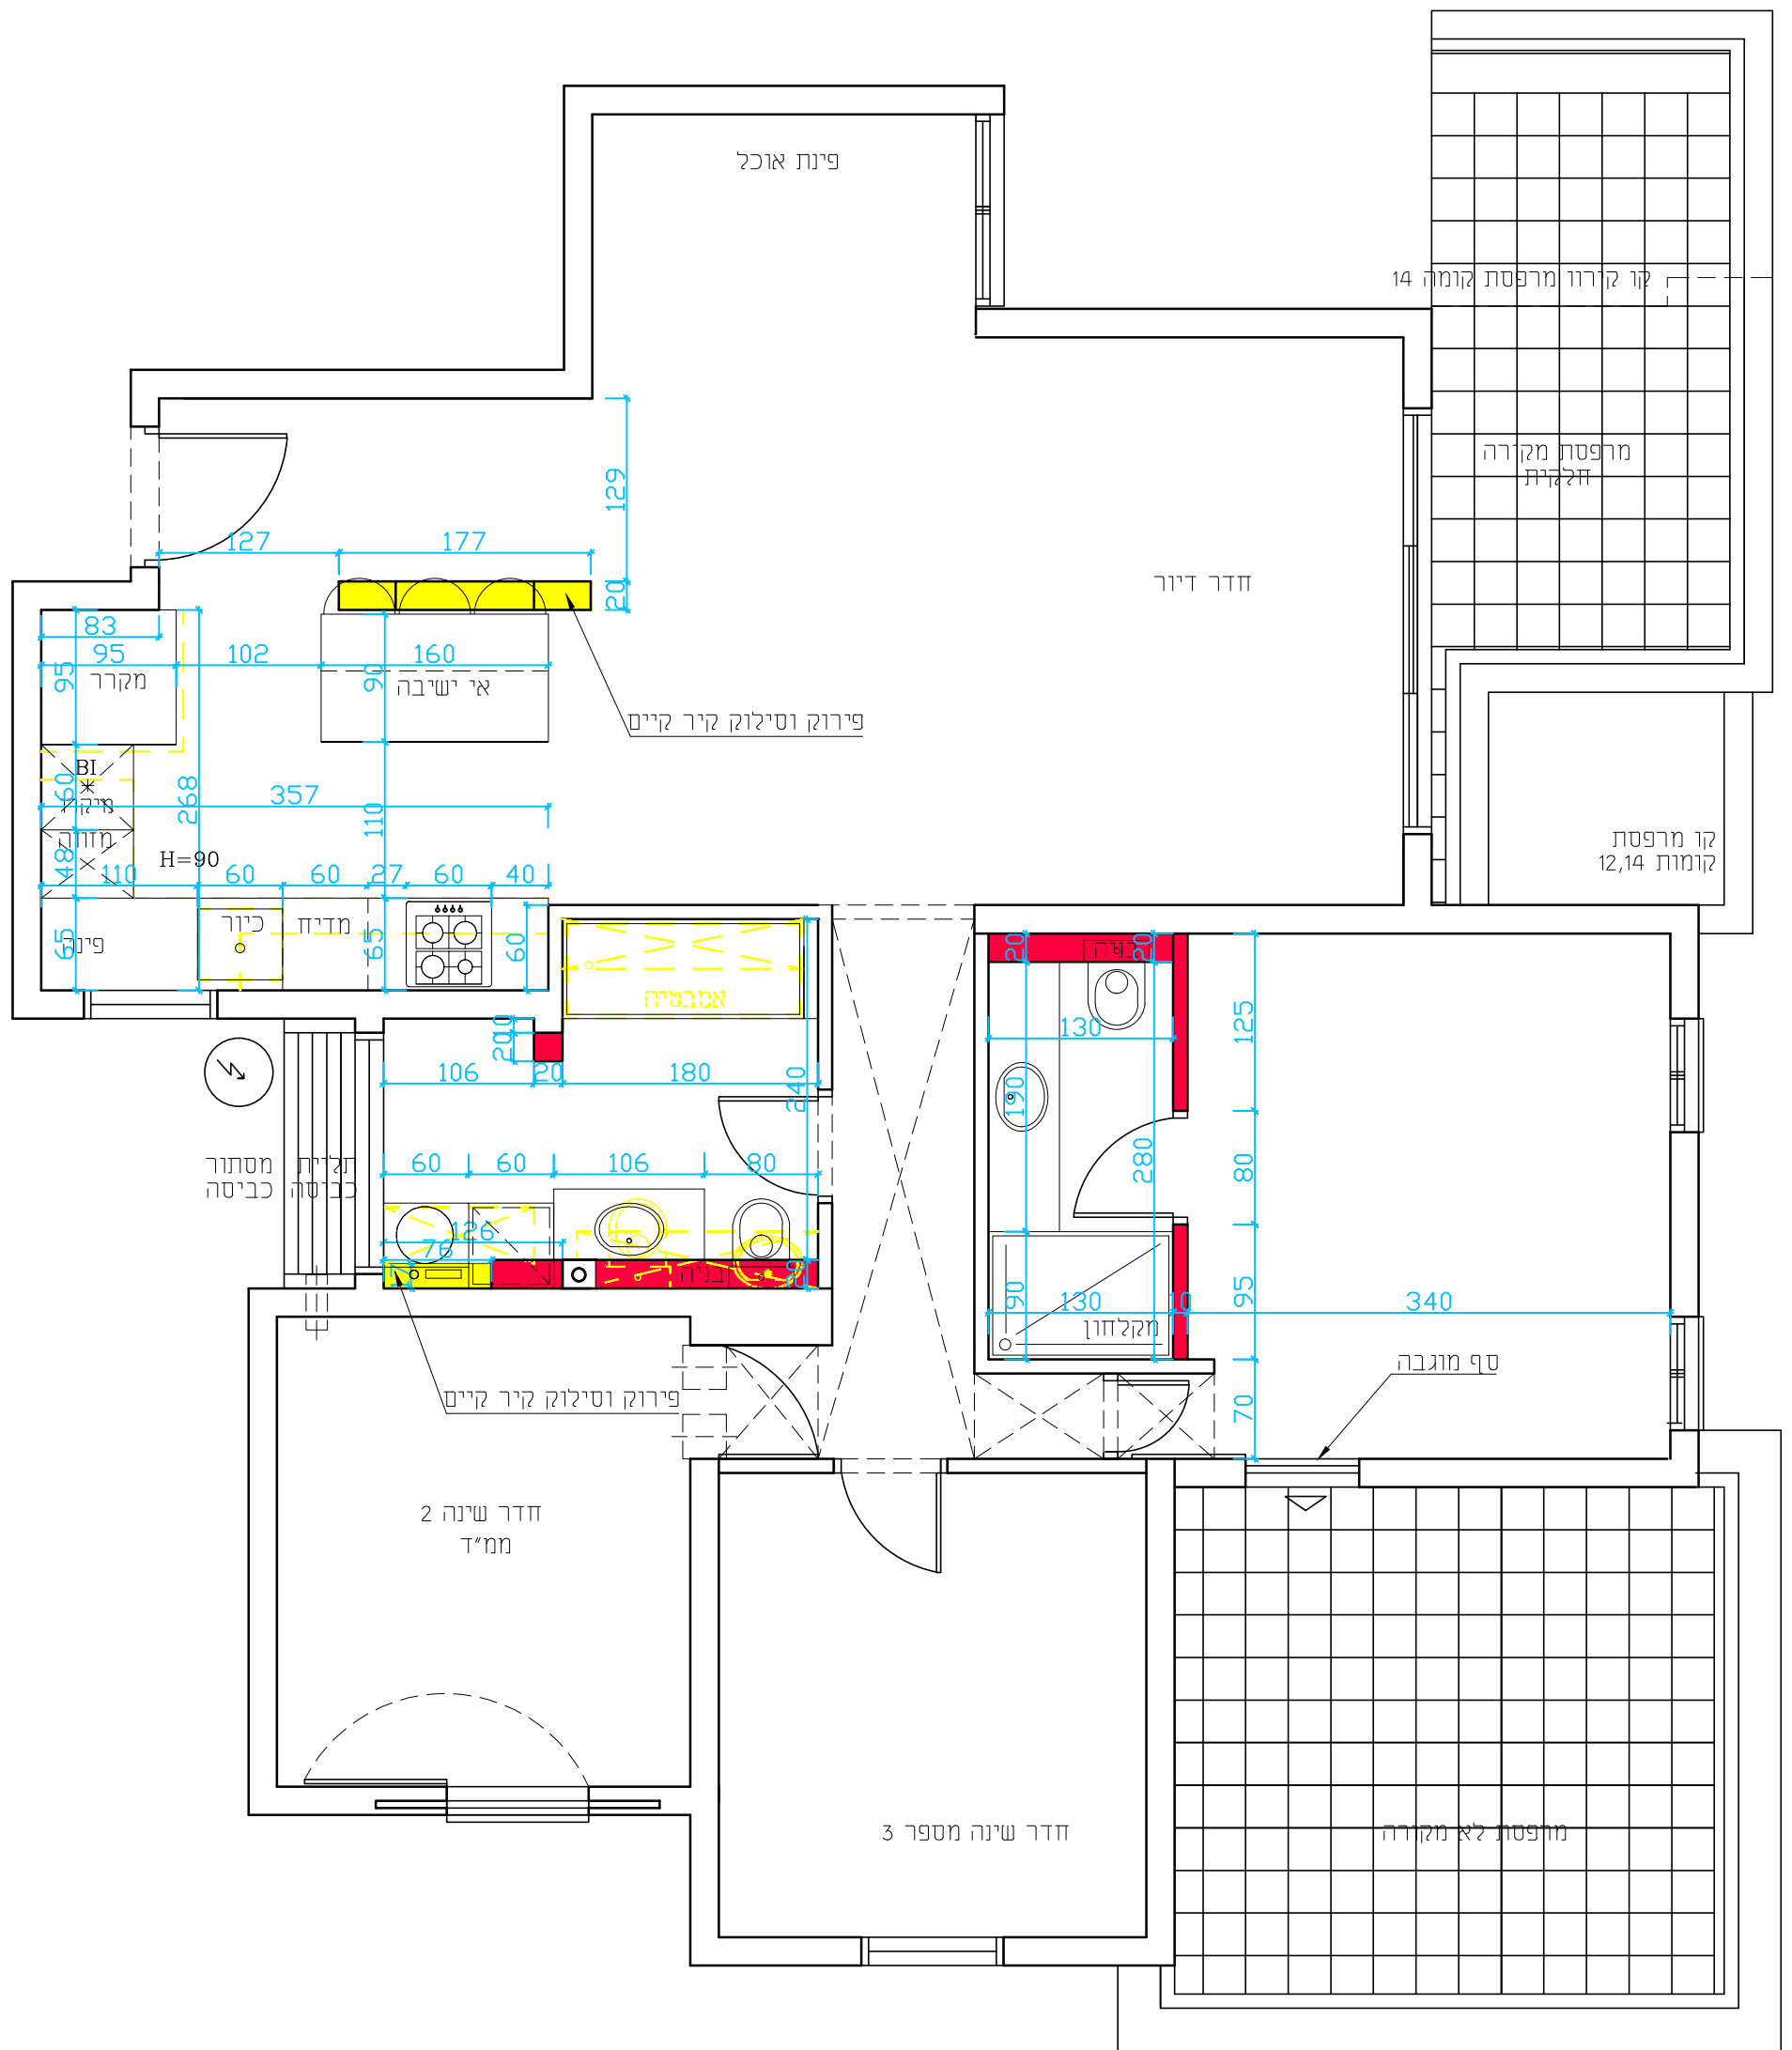 פינת אוכל
קו קירוי מרפסת קומה 14
מרפסת מקורה
חלקית
129
127
177
20
חדר דיור
83
95
102
160
95
90
מקרר
אי ישיבה
פירוק וסילוק קיר קיים
BI
*
מיקרו
60
268
357
110
מזווה
48
H=90
קו מרפסת
קומות 12,14
110
60
60
27
60
40
פינה
כיור
מדיח
65
65
60
אמבטיה
20
בניה
20
10
20
106
20
180
240
130
125
190
280
80
מסתור
כביסה
תליית
כביסה
60
60
106
80
126
76
בניה
20
90
130
10
95
340
מקלחון
סף מוגבה
70
פירוק וסילוק קיר קיים
חדר שינה 2
ממ"ד
חדר שינה מספר 3
מרפסת לא מקורה